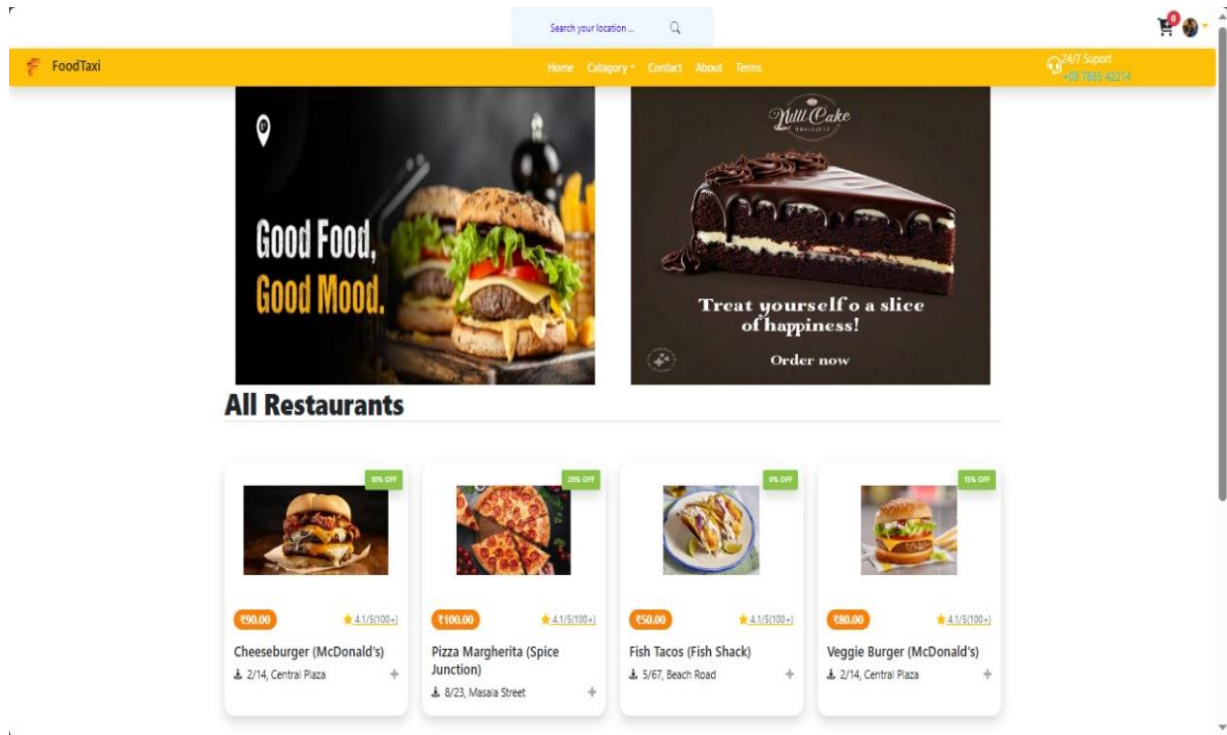 Search your location ...
0
FoodTaxi
Home Catagory Contact About Terms
24/7 Suport
+09 7865 42214
Good Food,
Good Mood.
Cake
Treat yourself o a slice
of happiness!
Order now
All Restaurants
10% OFF
20% OFF
15% OFF
₹90.00 4.1/5(100+)
₹100.00 4.1/5(100+)
₹50.00 4.1/5(100+)
₹80.00 4.1/5(100+)
Cheeseburger (McDonald's)
2/14, Central Plaza
Pizza Margherita (Spice
Junction)
8/23, Masala Street
Fish Tacos (Fish Shack)
5/67, Beach Road
Veggie Burger (McDonald's)
2/14, Central Plaza